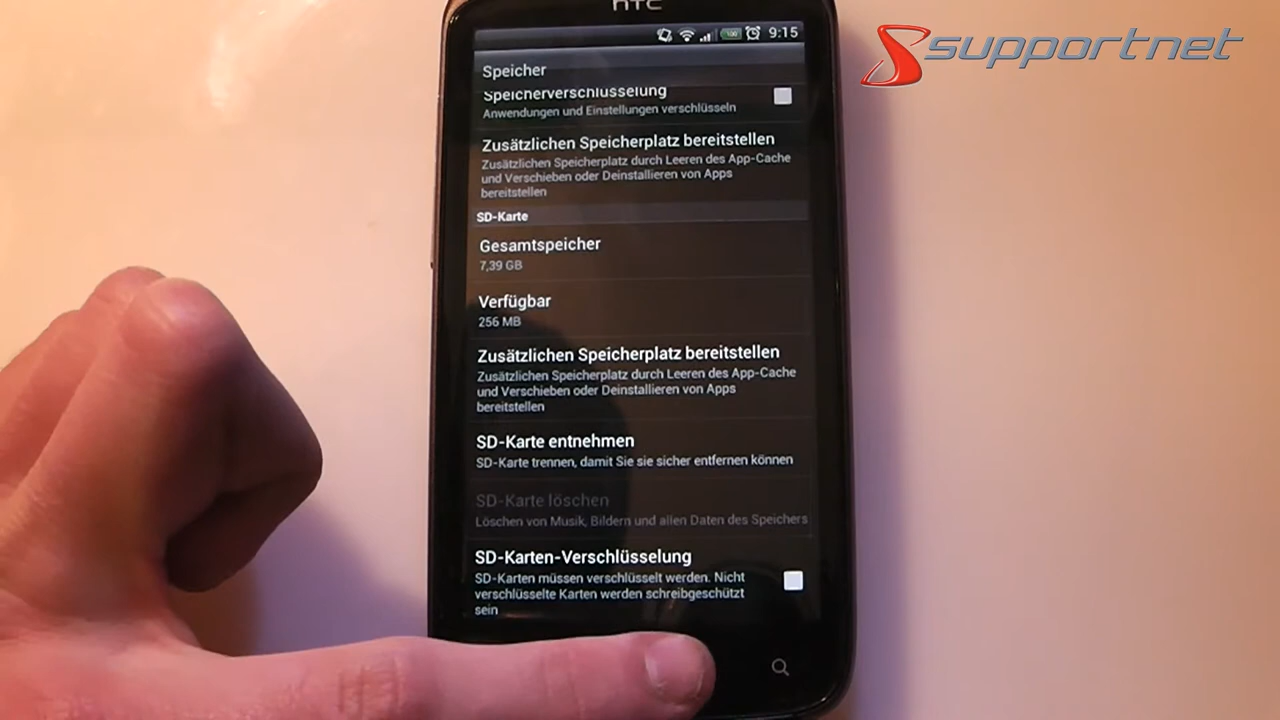 hTC
supportnet
100
9:15
Speicher
Speicherverschlüsselung
Anwendungen und Einstellungen verschlüsseln
Zusätzlichen Speicherplatz bereitstellen
Zusätzlichen Speicherplatz durch Leeren des App-Cache
und Verschieben oder Deinstallieren von Apps
bereitstellen
SD-Karte
Gesamtspeicher
7,39 GB
Verfügbar
256 MB
Zusätzlichen Speicherplatz bereitstellen
Zusätzlichen Speicherplatz durch Leeren des App-Cache
und Verschieben oder Deinstallieren von Apps
bereitstellen
SD-Karte entnehmen
SD-Karte trennen, damit Sie sie sicher entfernen können
SD-Karte löschen
Löschen von Musik, Bildern und allen Daten des Speichers
SD-Karten-Verschlüsselung
SD-Karten müssen verschlüsselt werden. Nicht
verschlüsselte Karten werden schreibgeschützt
sein